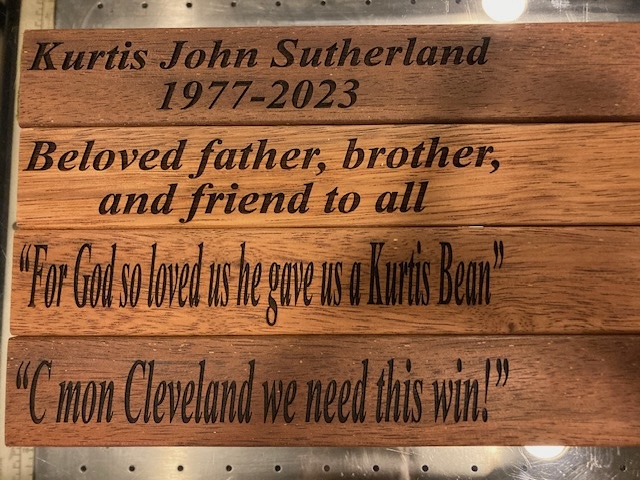 Kurtis John Sutherland
1977-2023
Beloved father, brother,
and friend to all
“For God so loved us he gave us a Kurtis Bean”
“C mon Cleveland we need this win!”